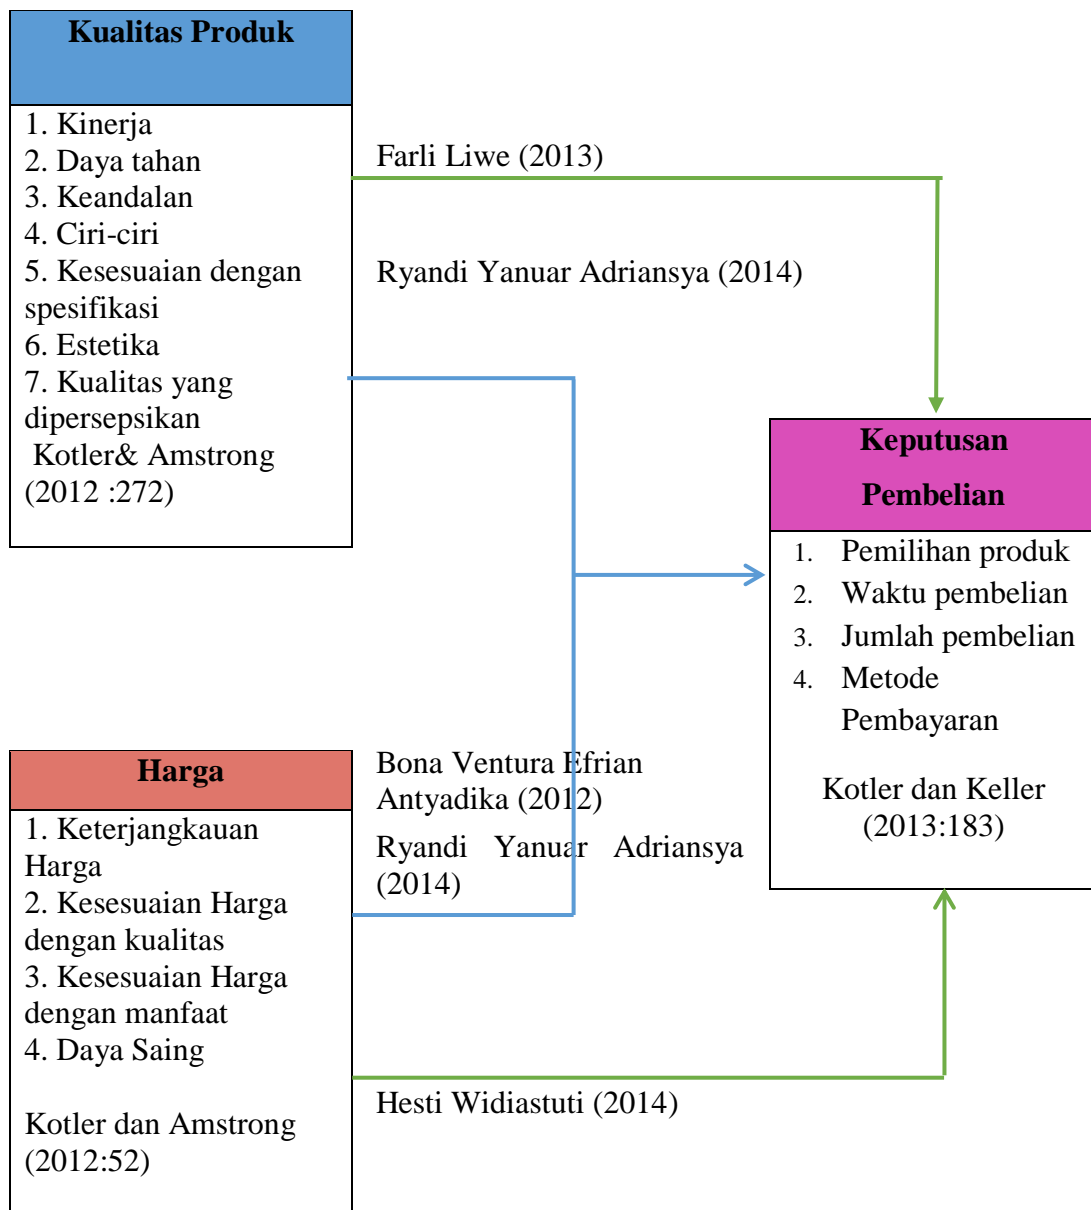 Kualitas Produk
1. Kinerja
2. Daya tahan
3. Keandalan
4. Ciri-ciri
5. Kesesuaian dengan
spesifikasi
6. Estetika
7. Kualitas yang
dipersepsikan
Kotler& Amstrong
(2012 :272)
Farli Liwe (2013)
Ryandi Yanuar Adriansya (2014)
Keputusan
Pembelian
1. Pemilihan produk
2. Waktu pembelian
3. Jumlah pembelian
4. Metode
Pembayaran
Kotler dan Keller
(2013:183)
Harga
1. Keterjangkauan
Harga
2. Kesesuaian Harga
dengan kualitas
3. Kesesuaian Harga
dengan manfaat
4. Daya Saing
Kotler dan Amstrong
(2012:52)
Bona Ventura Efrian
Antyadika (2012)
Ryandi Yanuar Adriansya
(2014)
Hesti Widiastuti (2014)